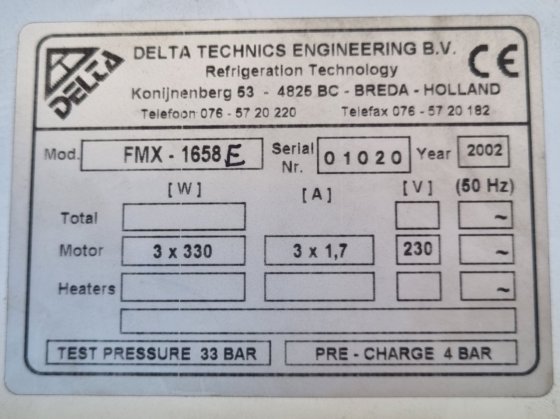 DELTA
DELTA TECHNICS ENGINEERING B.V.
Refrigeration Technology
Konijnenberg 53 - 4825 BC - BREDA - HOLLAND
Telefoon 076 - 57 20 220 Telefax 076 - 57 20 182
CE
Mod. FMX - 1658 E Serial Nr. 01020 Year 2002
[W] [A] [V] (50 Hz)
Total ~
Motor 3 x 330 3 x 1,7 230 ~
Heaters ~
TEST PRESSURE 33 BAR PRE - CHARGE 4 BAR